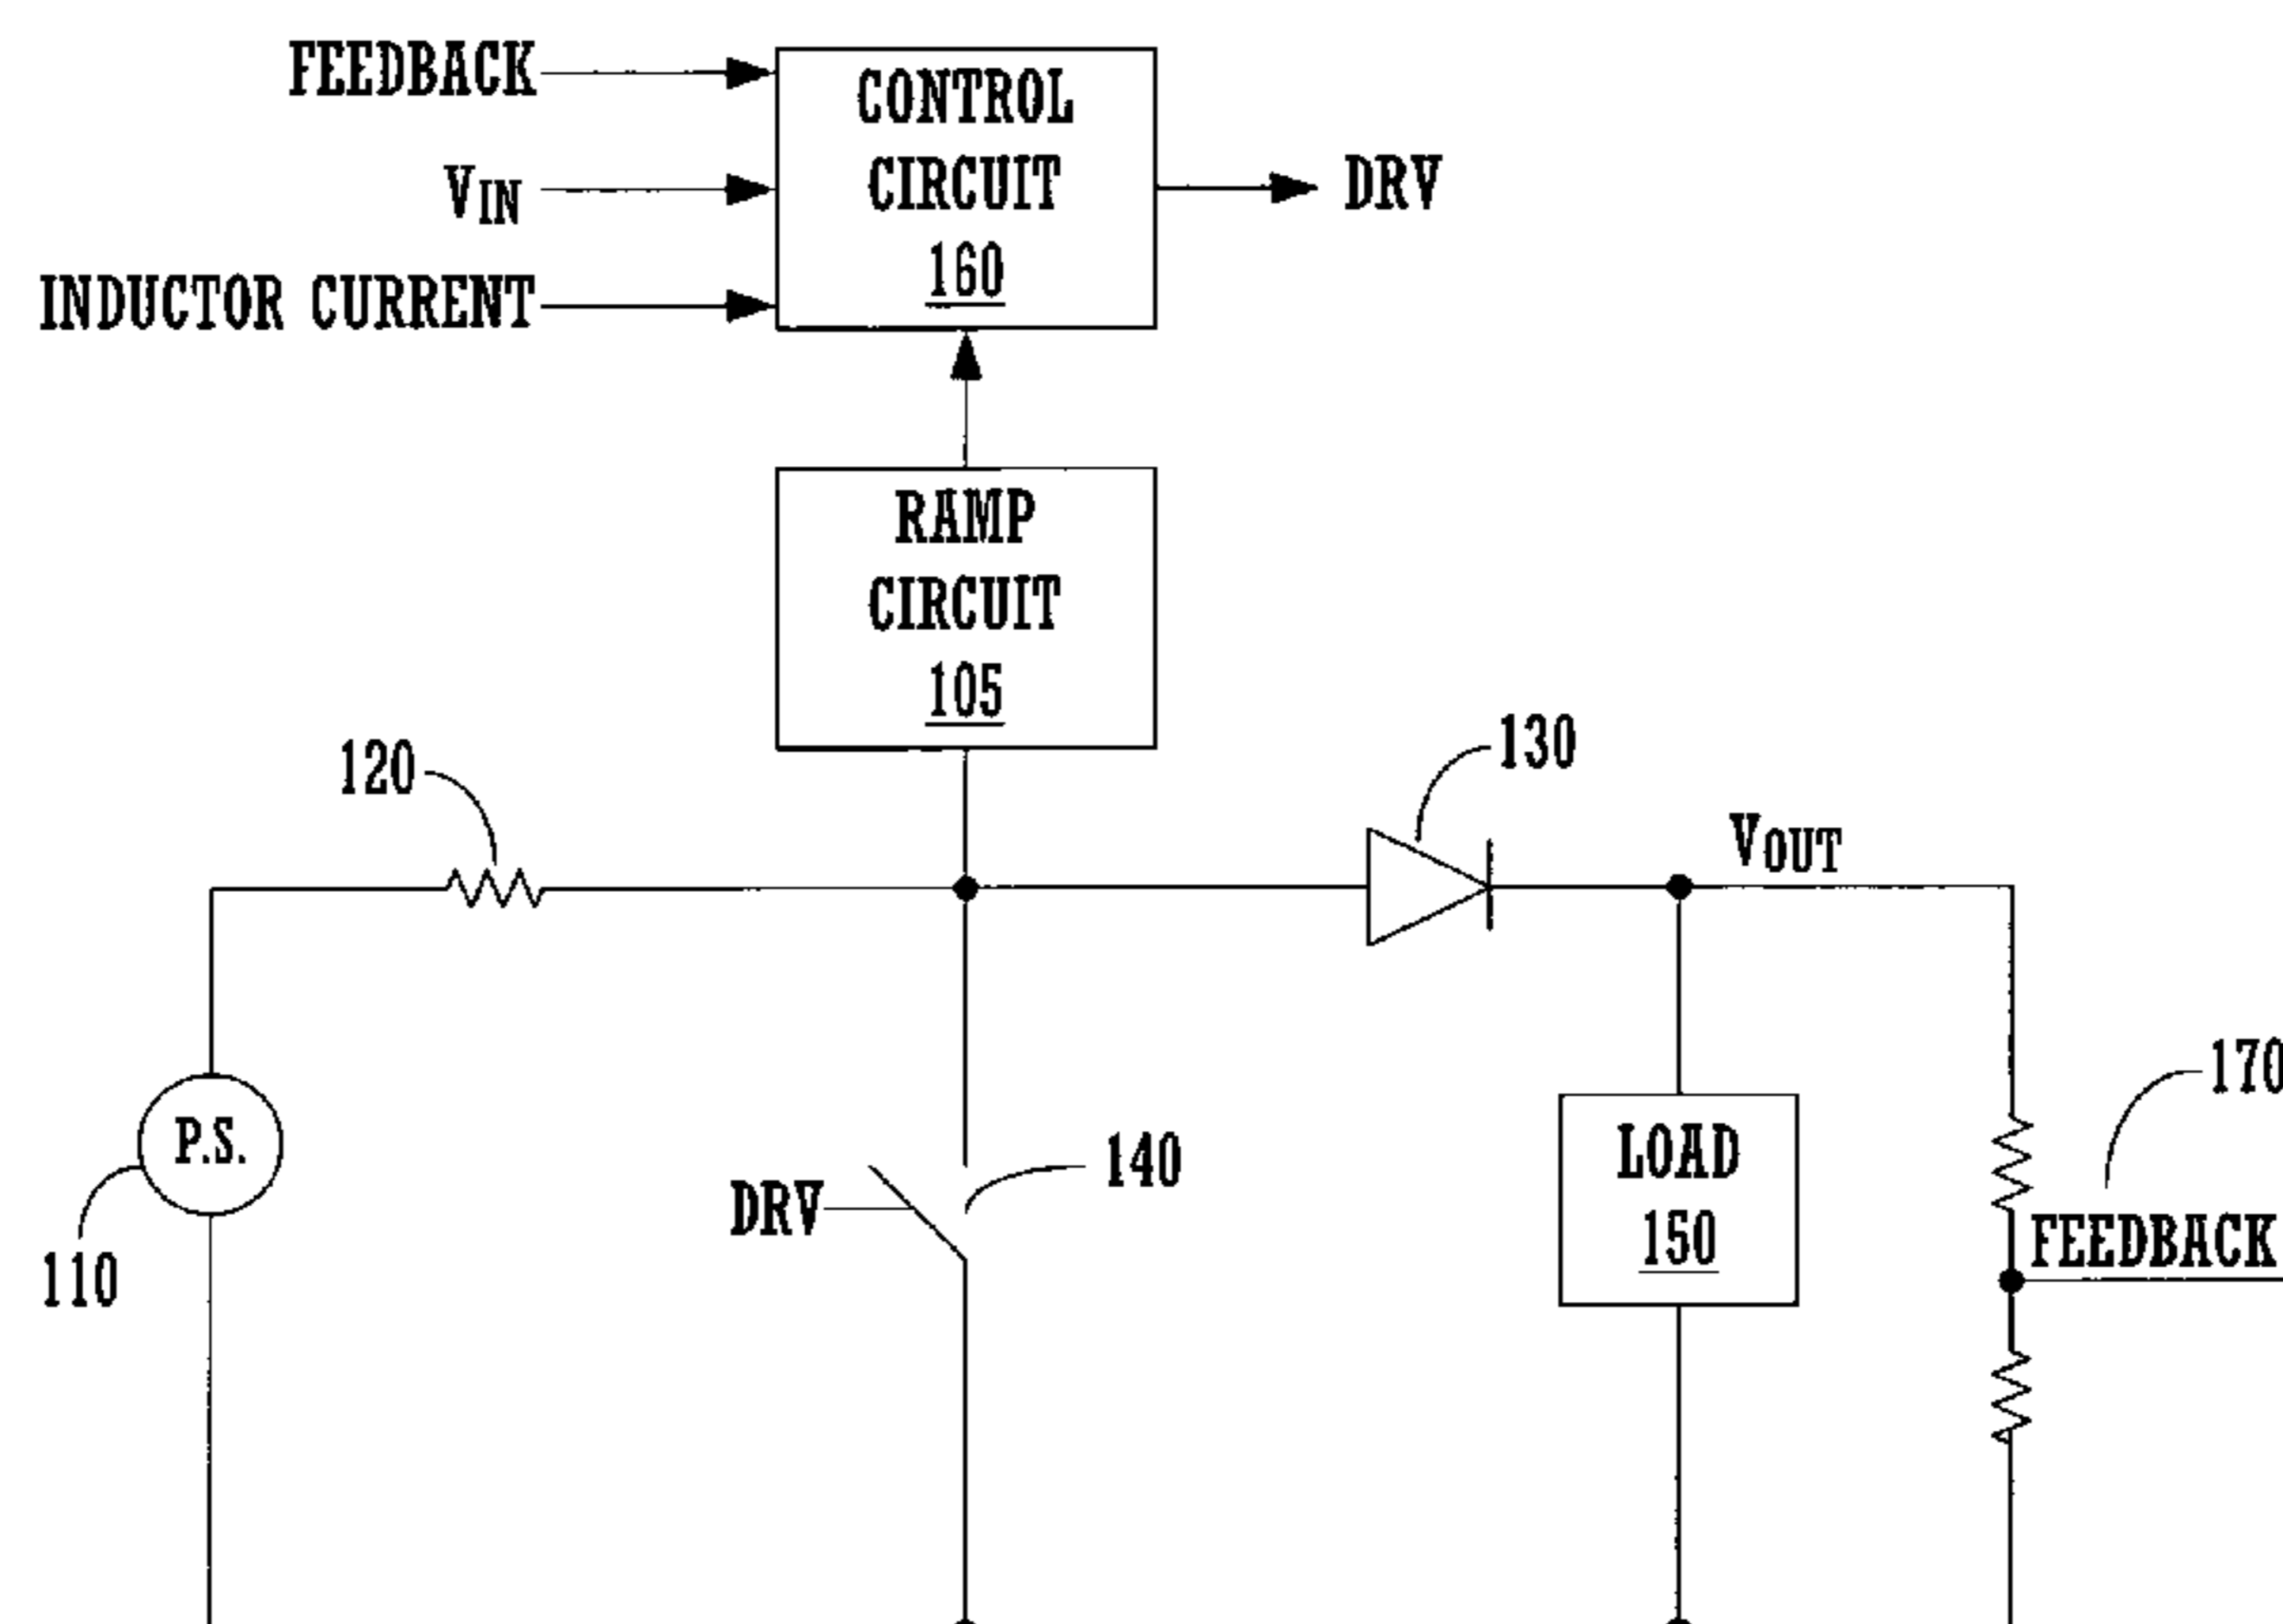 FEEDBACK
VIN
INDUCTOR CURRENT
CONTROL
CIRCUIT
160
DRV
RAMP
CIRCUIT
105
120
130
VOUT
P.S.
110
DRV
140
LOAD
150
170
FEEDBACK